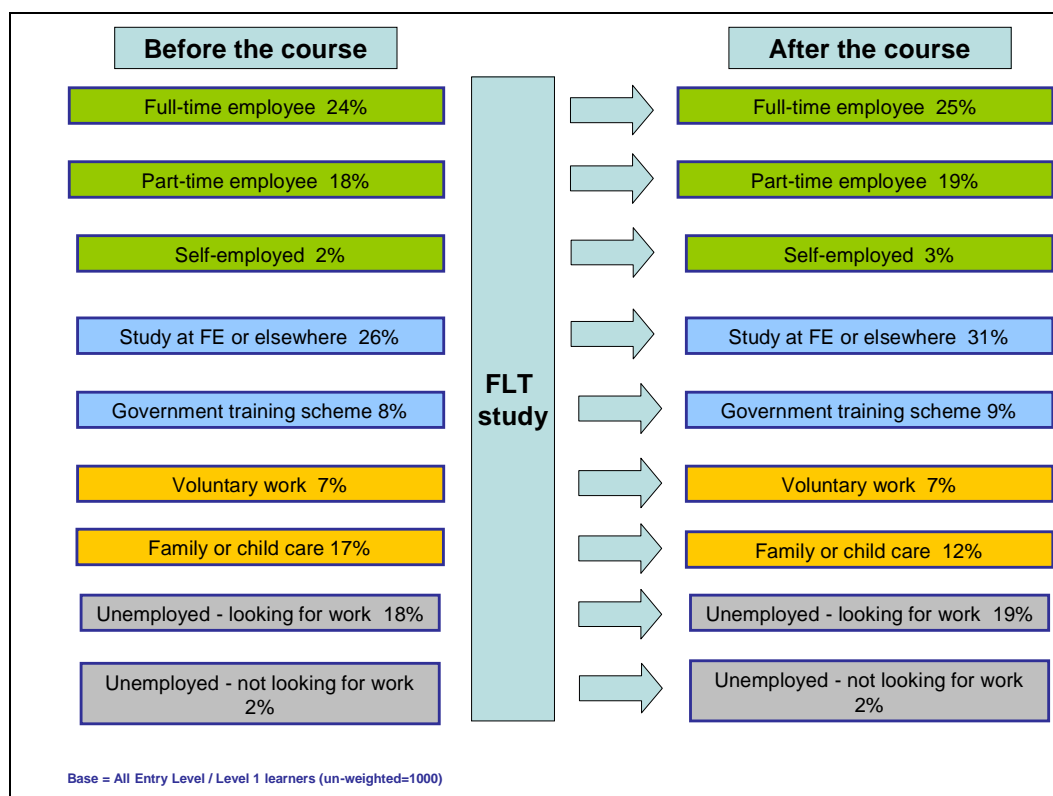 Before the course
After the course
Full-time employee 24%
Full-time employee 25%
Part-time employee 18%
Part-time employee 19%
Self-employed 2%
Self-employed 3%
Study at FE or elsewhere 26%
Study at FE or elsewhere 31%
FLT
study
Government training scheme 8%
Government training scheme 9%
Voluntary work 7%
Voluntary work 7%
Family or child care 17%
Family or child care 12%
Unemployed - looking for work 18%
Unemployed - looking for work 19%
Unemployed - not looking for work
2%
Unemployed - not looking for work
2%
Base = All Entry Level / Level 1 learners (un-weighted=1000)